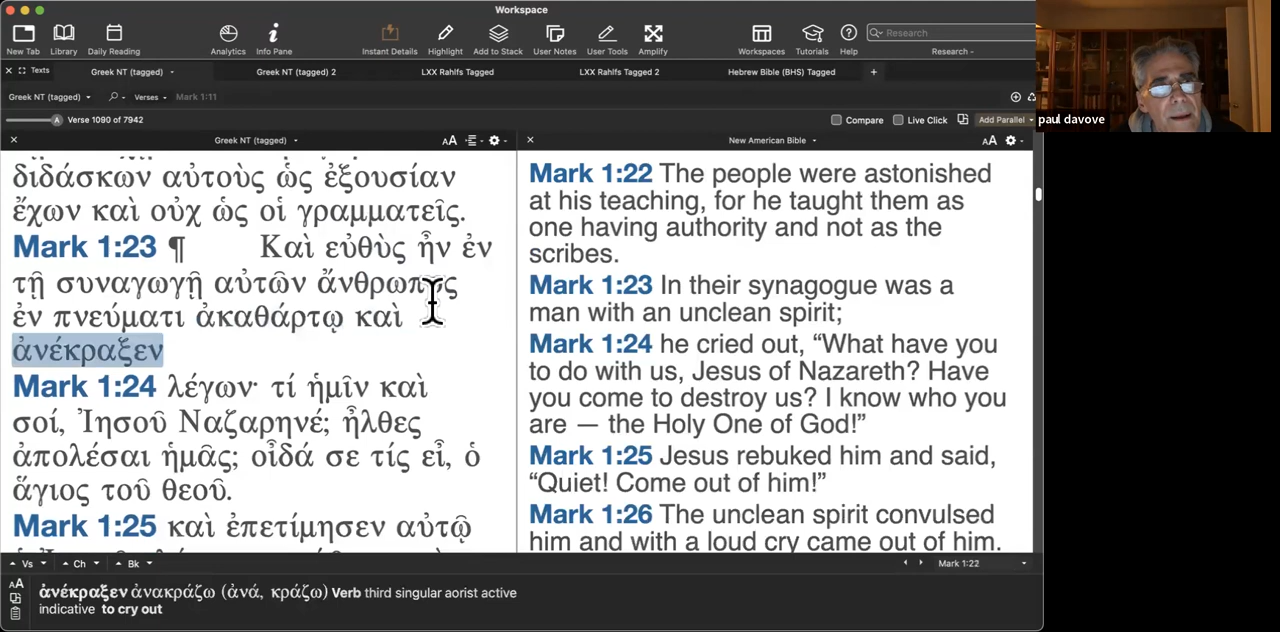 Workspace
New Tab
Library
Daily Reading
Analytics
Info Pane
Instant Details
Highlight
Add to Stack
User Notes
User Tools
Amplify
Workspaces
Tutorials
Help
Research
Research
Texts
Greek NT (tagged)
Greek NT (tagged) 2
LXX Rahlfs Tagged
LXX Rahlfs Tagged 2
Hebrew Bible (BHS) Tagged
Greek NT (tagged)
Verses
Mark 1:11
paul davove
A
Verse 1090 of 7942
Compare
Live Click
Add Parallel
Greek NT (tagged)
AA
New American Bible
AA
διδάσκων αὐτοὺς ὡς ἐξουσίαν
ἔχων καὶ οὐχ ὡς οἱ γραμματεῖς.
Mark 1:23 ¶ Καὶ εὐθὺς ἦν ἐν
τῇ συναγωγῇ αὐτῶν ἄνθρωπος
ἐν πνεύματι ἀκαθάρτῳ καὶ
ἀνέκραξεν
Mark 1:24 λέγων· τί ἡμῖν καὶ
σοί, Ἰησοῦ Ναζαρηνέ; ἦλθες
ἀπολέσαι ἡμᾶς; οἶδά σε τίς εἶ, ὁ
ἅγιος τοῦ θεοῦ.
Mark 1:25 καὶ ἐπετίμησεν αὐτῷ
Mark 1:22 The people were astonished
at his teaching, for he taught them as
one having authority and not as the
scribes.
Mark 1:23 In their synagogue was a
man with an unclean spirit;
Mark 1:24 he cried out, “What have you
to do with us, Jesus of Nazareth? Have
you come to destroy us? I know who you
are — the Holy One of God!”
Mark 1:25 Jesus rebuked him and said,
“Quiet! Come out of him!”
Mark 1:26 The unclean spirit convulsed
him and with a loud cry came out of him.
Vs
Ch
Bk
Mark 1:22
AA
ἀνέκραξεν ἀνακράζω (ἀνά, κράζω) Verb third singular aorist active
indicative to cry out